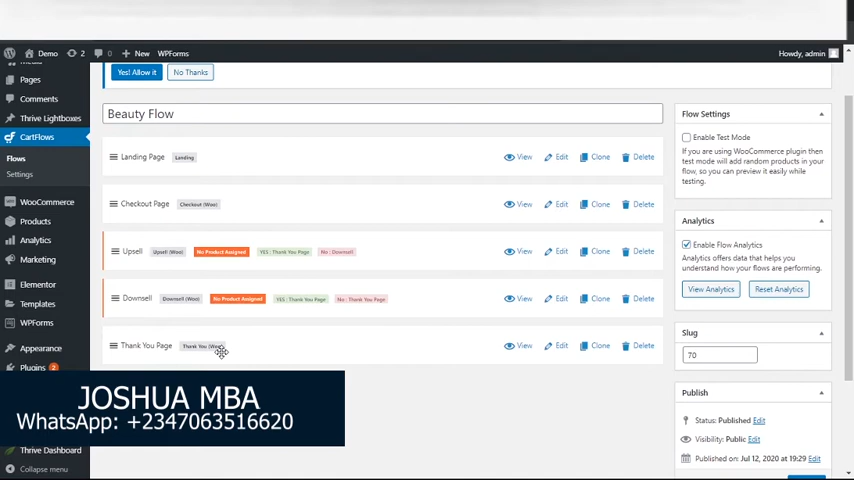 Demo 2 0 New WPForms Howdy, admin
Pages
Comments
Thrive Lightboxes
CartFlows
Flows
Settings
WooCommerce
Products
Analytics
Marketing
Elementor
Templates
WPForms
Appearance
Plugins 2
Thrive Dashboard
Collapse menu
Yes! Allow it No Thanks
Beauty Flow
Landing Page Landing View Edit Clone Delete
Checkout Page Checkout (Woo) View Edit Clone Delete
Upsell Upsell (Woo) No Product Assigned YES : Thank You Page No : Downsell View Edit Clone Delete
Downsell Downsell (Woo) No Product Assigned YES : Thank You Page No : Thank You Page View Edit Clone Delete
Thank You Page Thank You (Woo) View Edit Clone Delete
Flow Settings
Enable Test Mode
If you are using WooCommerce plugin then
test mode will add random products in your
flow, so you can preview it easily while
testing.
Analytics
Enable Flow Analytics
Analytics offers data that helps you
understand how your flows are performing.
View Analytics Reset Analytics
Slug
70
Publish
Status: Published Edit
Visibility: Public Edit
Published on: Jul 12, 2020 at 19:29 Edit
JOSHUA MBA
WhatsApp: +2347063516620